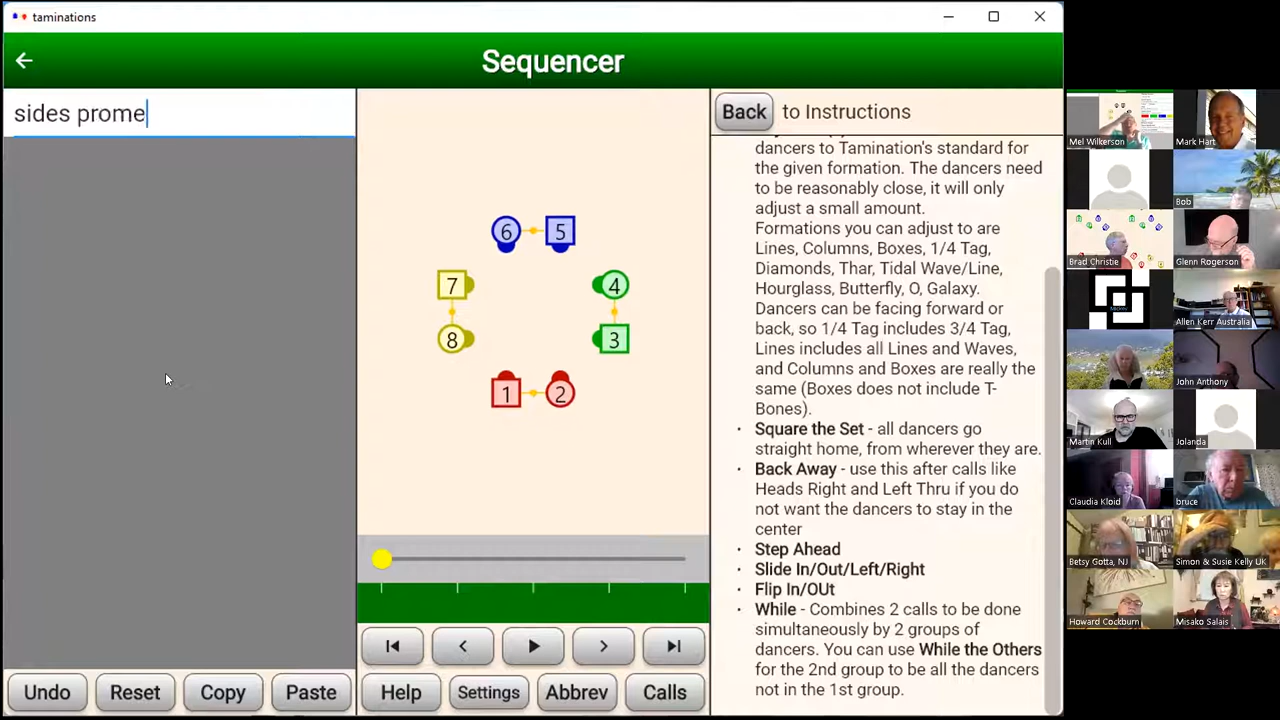 taminations
Sequencer
sides prome
Back to Instructions
dancers to Tamination's standard for
the given formation. The dancers need
to be reasonably close, it will only
adjust a small amount.
Formations you can adjust to are
Lines, Columns, Boxes, 1/4 Tag,
Diamonds, Thar, Tidal Wave/Line,
Hourglass, Butterfly, O, Galaxy.
Dancers can be facing forward or
back, so 1/4 Tag includes 3/4 Tag,
Lines includes all Lines and Waves,
and Columns and Boxes are really the
same (Boxes does not include T-
Bones).
· Square the Set - all dancers go
straight home, from wherever they are.
· Back Away - use this after calls like
Heads Right and Left Thru if you do
not want the dancers to stay in the
center
· Step Ahead
· Slide In/Out/Left/Right
· Flip In/OUt
· While - Combines 2 calls to be done
simultaneously by 2 groups of
dancers. You can use While the Others
for the 2nd group to be all the dancers
not in the 1st group.
6 5
7 4
8 3
1 2
Undo Reset Copy Paste
Help Settings Abbrev Calls
Mel Wilkerson
Mark Hart
Bob
Brad Christie
Glenn Rogerson
Allen Kerr Australia
John Anthony
Martin Kull
Jolanda
Claudia Kloid
bruce
Betsy Gotta, NJ
Simon & Susie Kelly UK
Howard Cockburn
Misako Salais